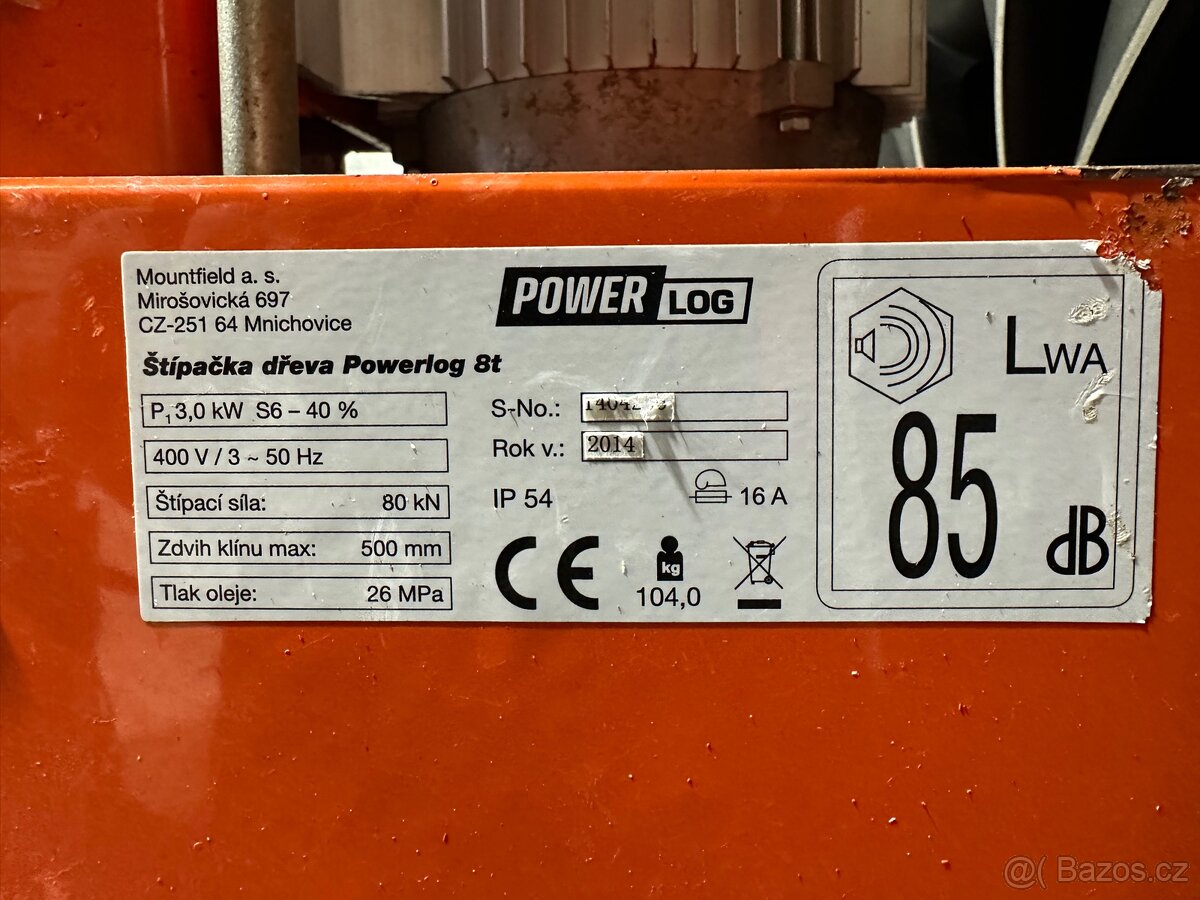 Mountfield a. s.
Mirošovická 697
CZ-251 64 Mnichovice
POWER LOG
Štípačka dřeva Powerlog 8t
P₁ 3,0 kW S6 – 40 %
400 V / 3 ~ 50 Hz
Štípací síla: 80 kN
Zdvih klínu max: 500 mm
Tlak oleje: 26 MPa
S-No.:
Rok v.: 2014
IP 54
16 A
CE
kg
104,0
LWA
85
dB
@( Bazos.cz